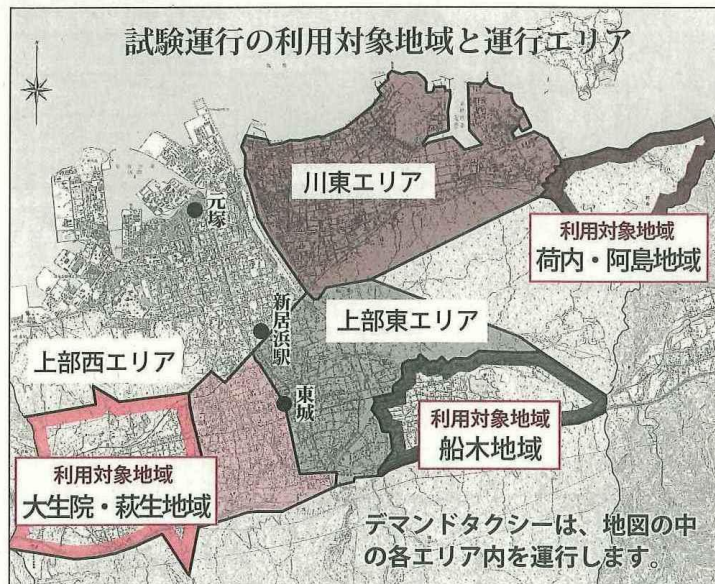 試験運行の利用対象地域と運行エリア
川東エリア
元塚
利用対象地域
荷内・阿島地域
新居浜駅
上部東エリア
上部西エリア
東城
利用対象地域
船木地域
利用対象地域
大生院・萩生地域
デマンドタクシーは、地図の中
の各エリア内を運行します。